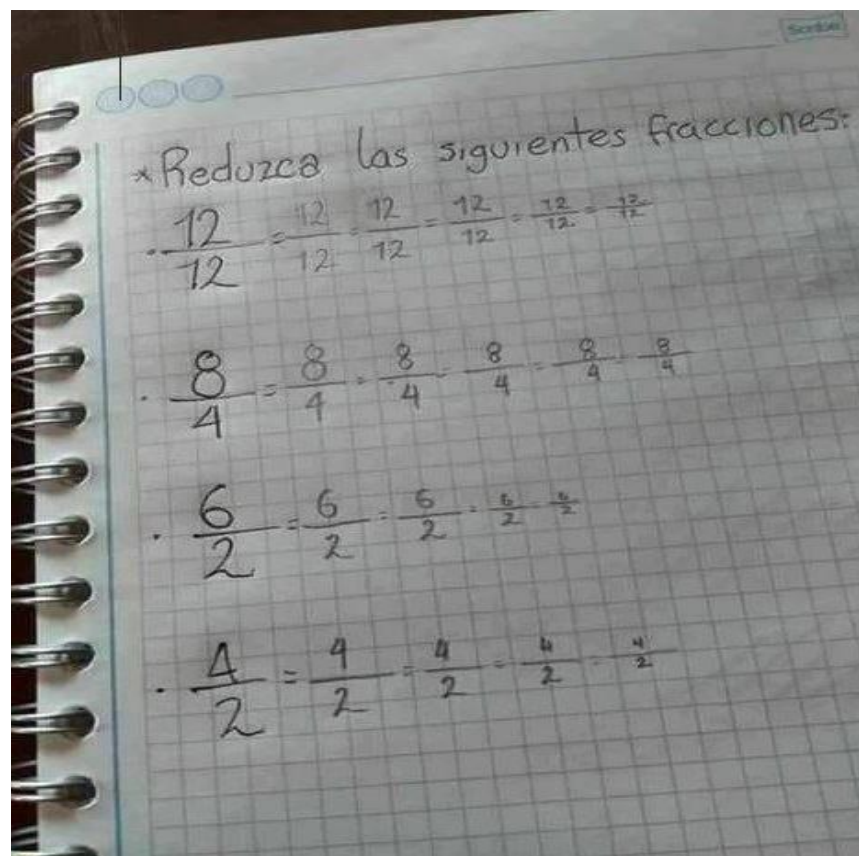 * Reduzca las siguientes fracciones:
· 12/12 = 12/12 = 12/12 = 12/12 = 12/12 = 12/12
· 8/4 = 8/4 = 8/4 - 8/4 = 8/4 - 8/4
· 6/2 = 6/2 = 6/2 = 6/2 - 6/2
· 4/2 = 4/2 = 4/2 = 4/2 - 4/2